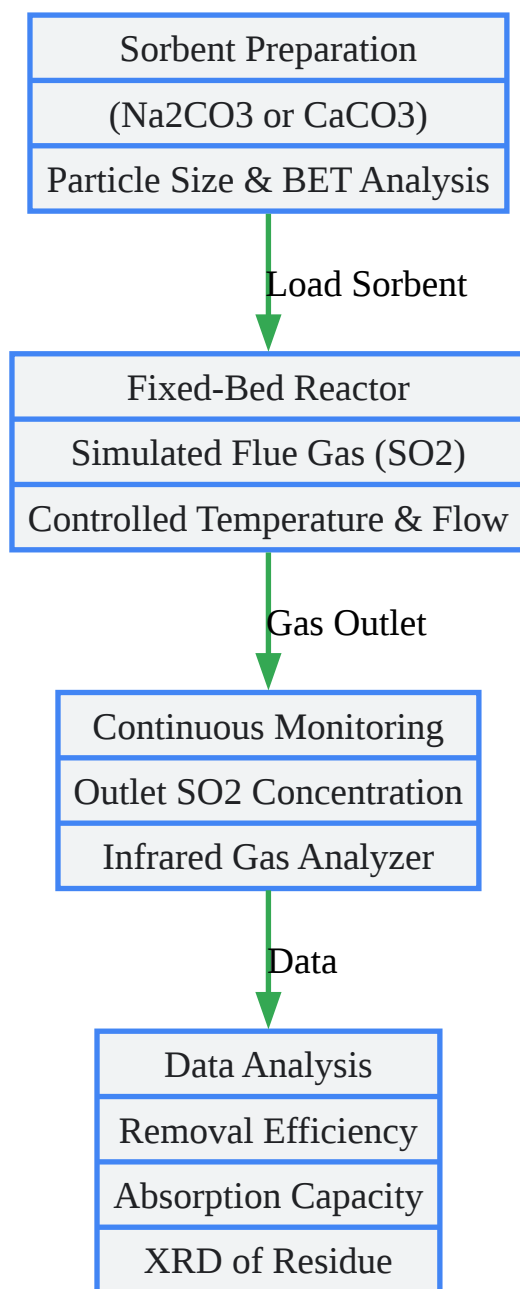 Sorbent Preparation
(Na2CO3 or CaCO3)
Particle Size & BET Analysis
Load Sorbent
Fixed-Bed Reactor
Simulated Flue Gas (SO2)
Controlled Temperature & Flow
Gas Outlet
Continuous Monitoring
Outlet SO2 Concentration
Infrared Gas Analyzer
Data
Data Analysis
Removal Efficiency
Absorption Capacity
XRD of Residue